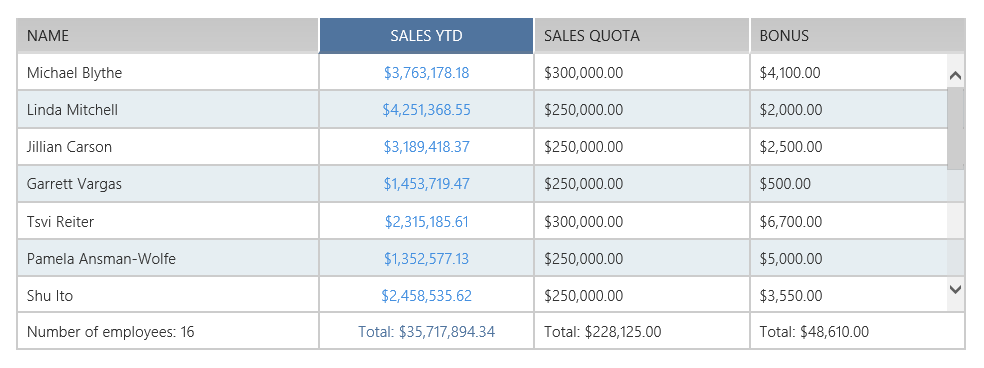 NAME SALES YTD SALES QUOTA BONUS
Michael Blythe $3,763,178.18 $300,000.00 $4,100.00
Linda Mitchell $4,251,368.55 $250,000.00 $2,000.00
Jillian Carson $3,189,418.37 $250,000.00 $2,500.00
Garrett Vargas $1,453,719.47 $250,000.00 $500.00
Tsvi Reiter $2,315,185.61 $300,000.00 $6,700.00
Pamela Ansman-Wolfe $1,352,577.13 $250,000.00 $5,000.00
Shu Ito $2,458,535.62 $250,000.00 $3,550.00
Number of employees: 16 Total: $35,717,894.34 Total: $228,125.00 Total: $48,610.00